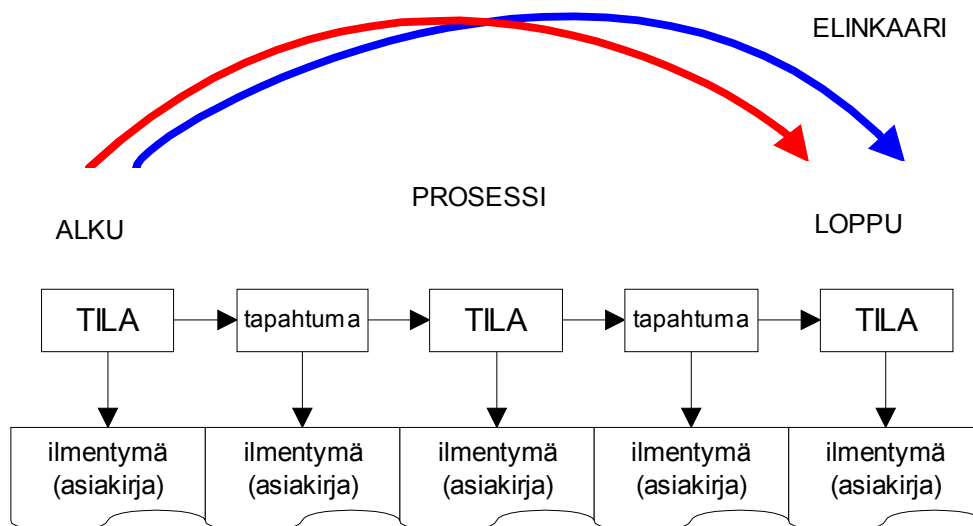 ELINKAARI
PROSESSI
ALKU
LOPPU
TILA
tapahtuma
TILA
tapahtuma
TILA
ilmentymä
(asiakirja)
ilmentymä
(asiakirja)
ilmentymä
(asiakirja)
ilmentymä
(asiakirja)
ilmentymä
(asiakirja)